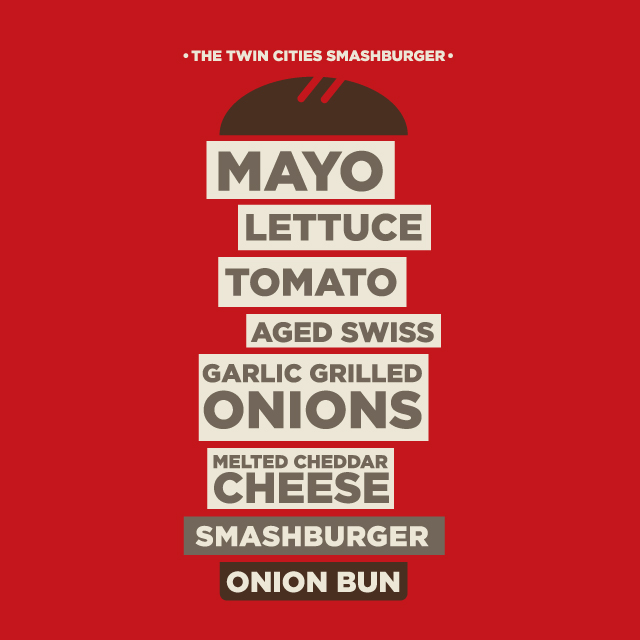 • THE TWIN CITIES SMASHBURGER •
MAYO
LETTUCE
TOMATO
AGED SWISS
GARLIC GRILLED
ONIONS
MELTED CHEDDAR
CHEESE
SMASHBURGER
ONION BUN